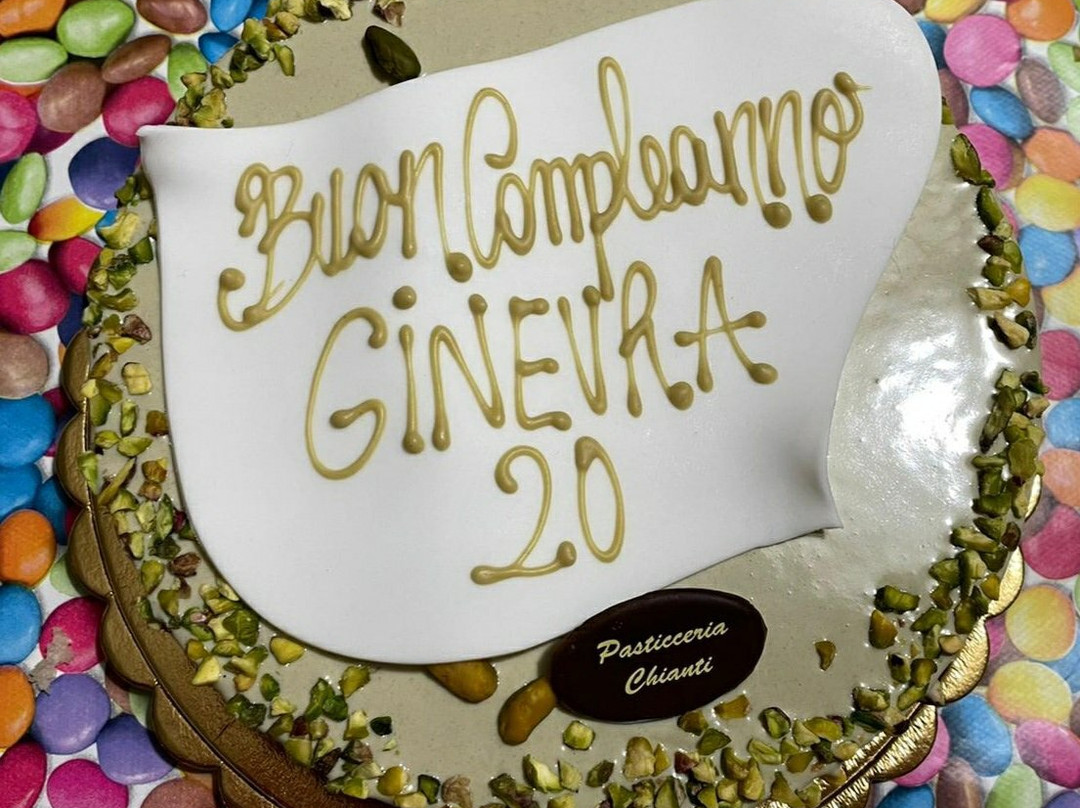 Buon Compleanno
GiNEVRA
20
Pasticceria
Chianti